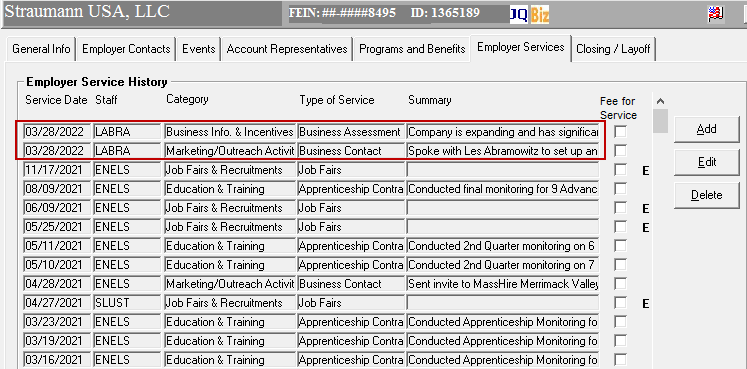 Straumann USA, LLC FEIN: ##-####8495 ID: 1365189 JQ Biz
General Info Employer Contacts Events Account Representatives Programs and Benefits Employer Services Closing / Layoff
Employer Service History
Service Date Staff Category Type of Service Summary Fee for Service
03/28/2022 LABRA Business Info. & Incentives Business Assessment Company is expanding and has significar
03/28/2022 LABRA Marketing/Outreach Activit Business Contact Spoke with Les Abramowitz to set up an
11/17/2021 ENELS Job Fairs & Recruitments Job Fairs E
08/09/2021 ENELS Education & Training Apprenticeship Contra Conducted final monitoring for 9 Advanc
06/09/2021 ENELS Job Fairs & Recruitments Job Fairs E
05/25/2021 ENELS Job Fairs & Recruitments Job Fairs E
05/11/2021 ENELS Education & Training Apprenticeship Contra Conducted 2nd Quarter monitoring on 6
05/10/2021 ENELS Education & Training Apprenticeship Contra Conducted 2nd Quarter monitoring on 7
04/28/2021 ENELS Marketing/Outreach Activit Business Contact Sent invite to MassHire Merrimack Valley
04/27/2021 SLUST Job Fairs & Recruitments Job Fairs E
03/23/2021 ENELS Education & Training Apprenticeship Contra Conducted Apprenticeship Monitoring fo
03/19/2021 ENELS Education & Training Apprenticeship Contra Conducted Apprenticeship Monitoring fo
03/16/2021 ENELS Education & Training Apprenticeship Contra Conducted Apprenticeship Monitoring fo
Add
Edit
Delete